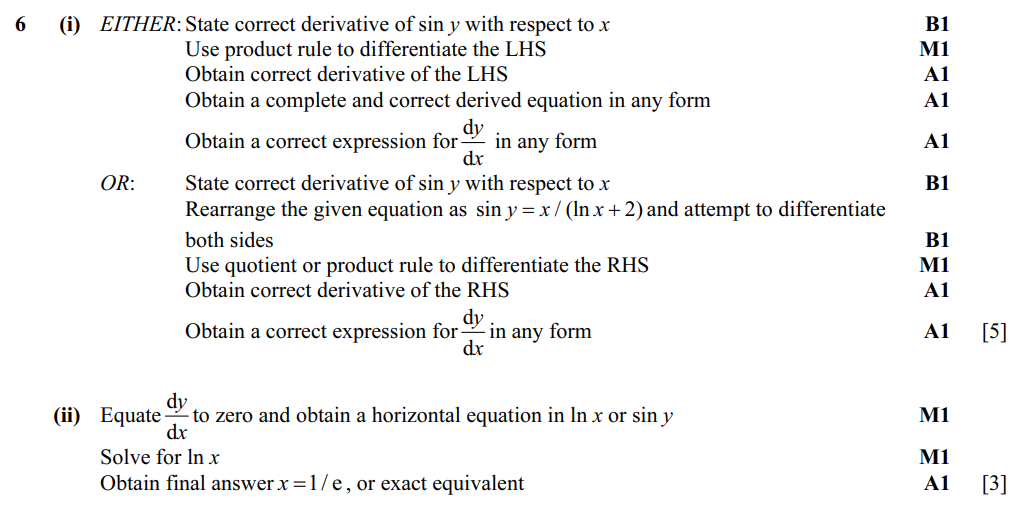 6 (i) EITHER: State correct derivative of sin y with respect to x B1
Use product rule to differentiate the LHS M1
Obtain correct derivative of the LHS A1
Obtain a complete and correct derived equation in any form A1
Obtain a correct expression for dy/dx in any form A1
OR: State correct derivative of sin y with respect to x B1
Rearrange the given equation as sin y = x / (ln x + 2) and attempt to differentiate
both sides B1
Use quotient or product rule to differentiate the RHS M1
Obtain correct derivative of the RHS A1
Obtain a correct expression for dy/dx in any form A1 [5]
(ii) Equate dy/dx to zero and obtain a horizontal equation in ln x or sin y M1
Solve for ln x M1
Obtain final answer x = 1/e, or exact equivalent A1 [3]